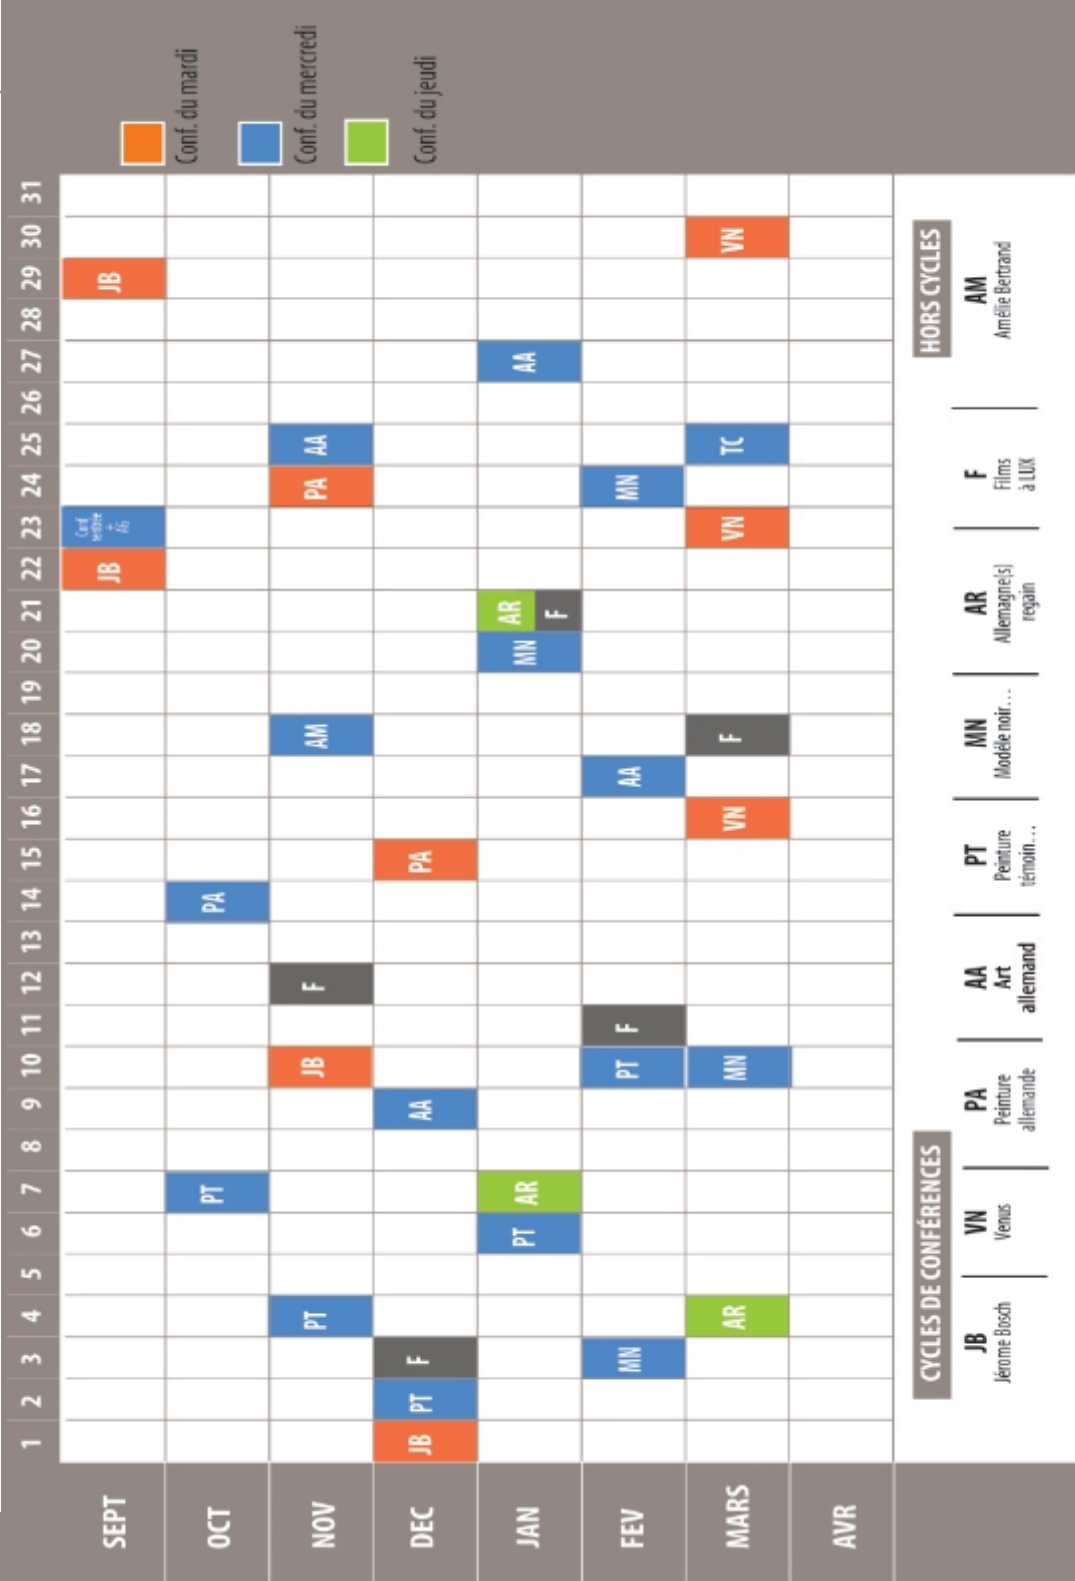 Conf. du mardi
Conf. du mercredi
Conf. du jeudi
1 2 3 4 5 6 7 8 9 10 11 12 13 14 15 16 17 18 19 20 21 22 23 24 25 26 27 28 29 30 31
SEPT JB Conf rentrée + AG JB
OCT PT PA
NOV PT JB F AM PA AA
DEC JB PT F AA PA
JAN PT AR MN AR F AA
FEV MN PT F AA MN
MARS AR MN VN F VN TC VN
AVR
CYCLES DE CONFÉRENCES
JB
Jérome Bosch
VN
Venus
PA
Peinture
allemande
AA
Art
allemand
PT
Peinture
témoin...
MN
Modéle noir...
AR
Allemagne(s)
regain
F
Films
à LUX
HORS CYCLES
AM
Amélie Bertrand